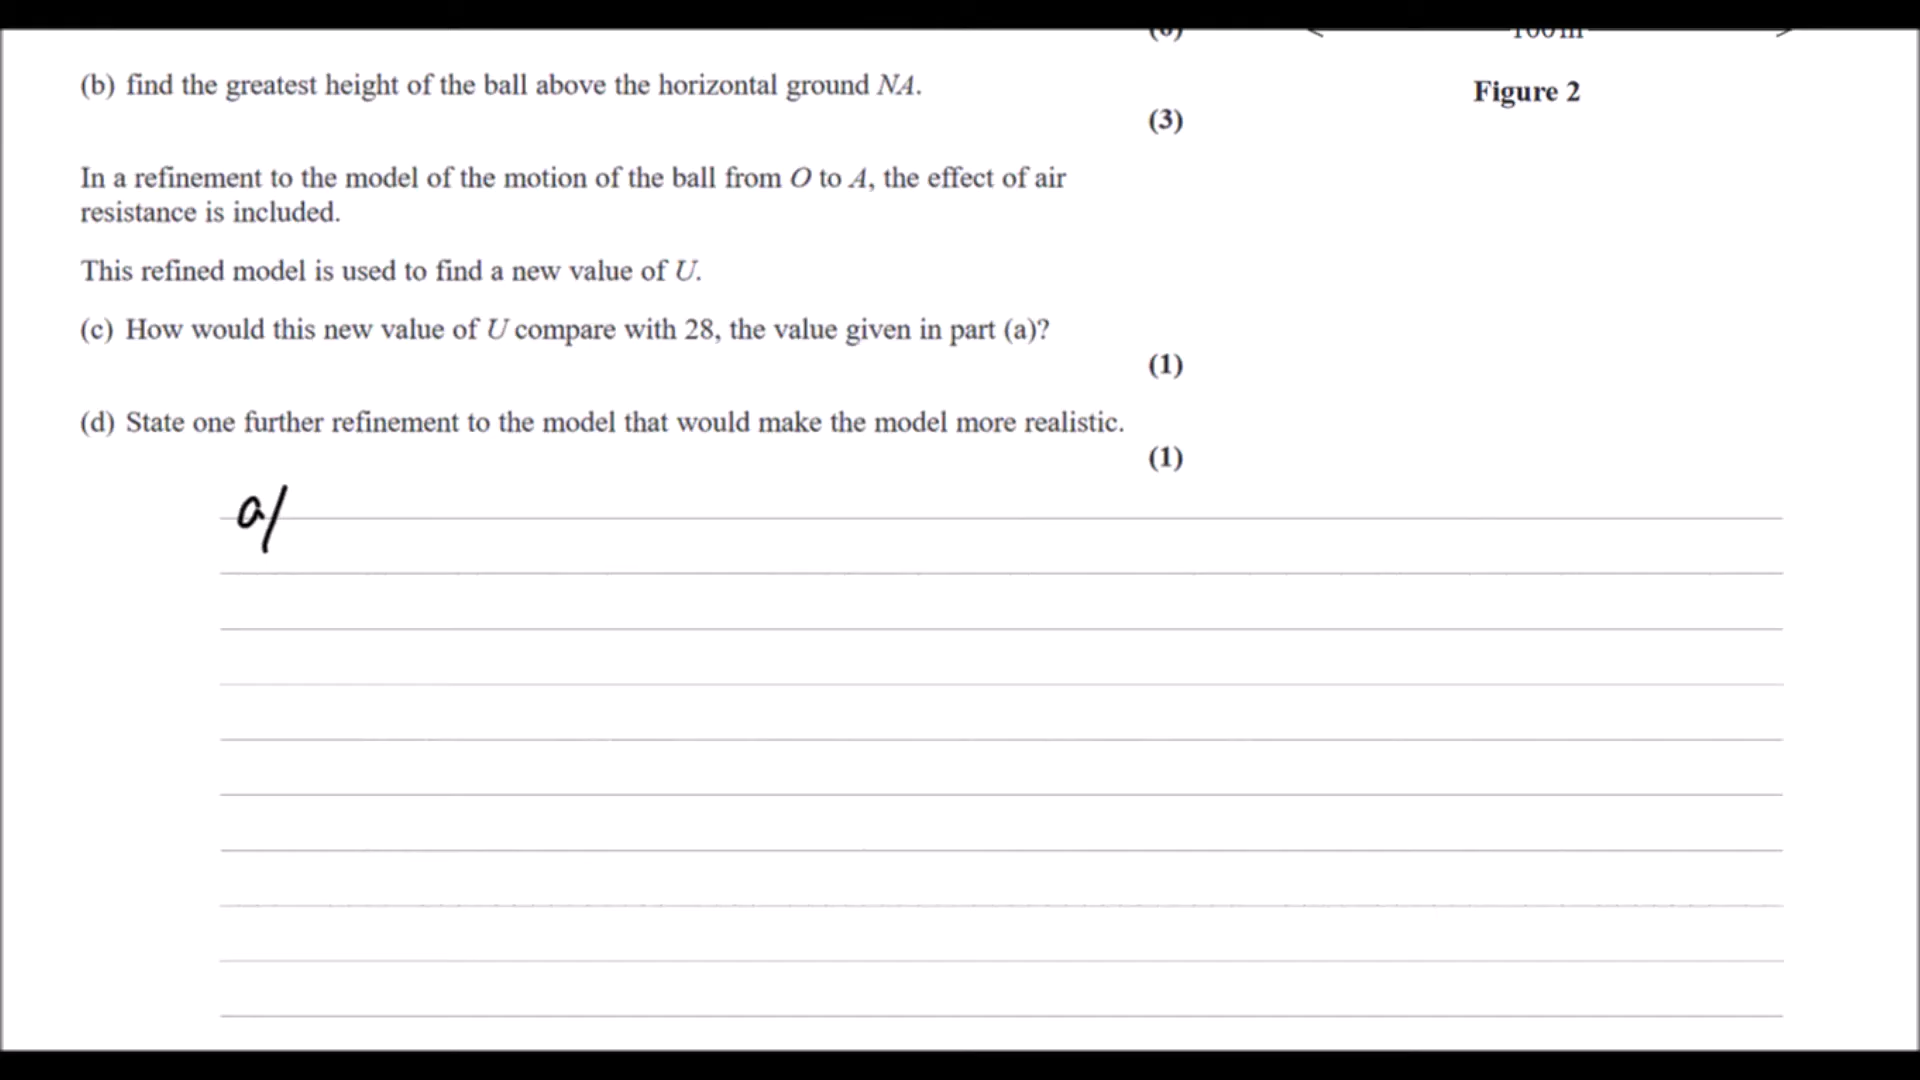 (6)
100 m
(b) find the greatest height of the ball above the horizontal ground NA.
Figure 2
(3)
In a refinement to the model of the motion of the ball from O to A, the effect of air
resistance is included.
This refined model is used to find a new value of U.
(c) How would this new value of U compare with 28, the value given in part (a)?
(1)
(d) State one further refinement to the model that would make the model more realistic.
(1)
a/